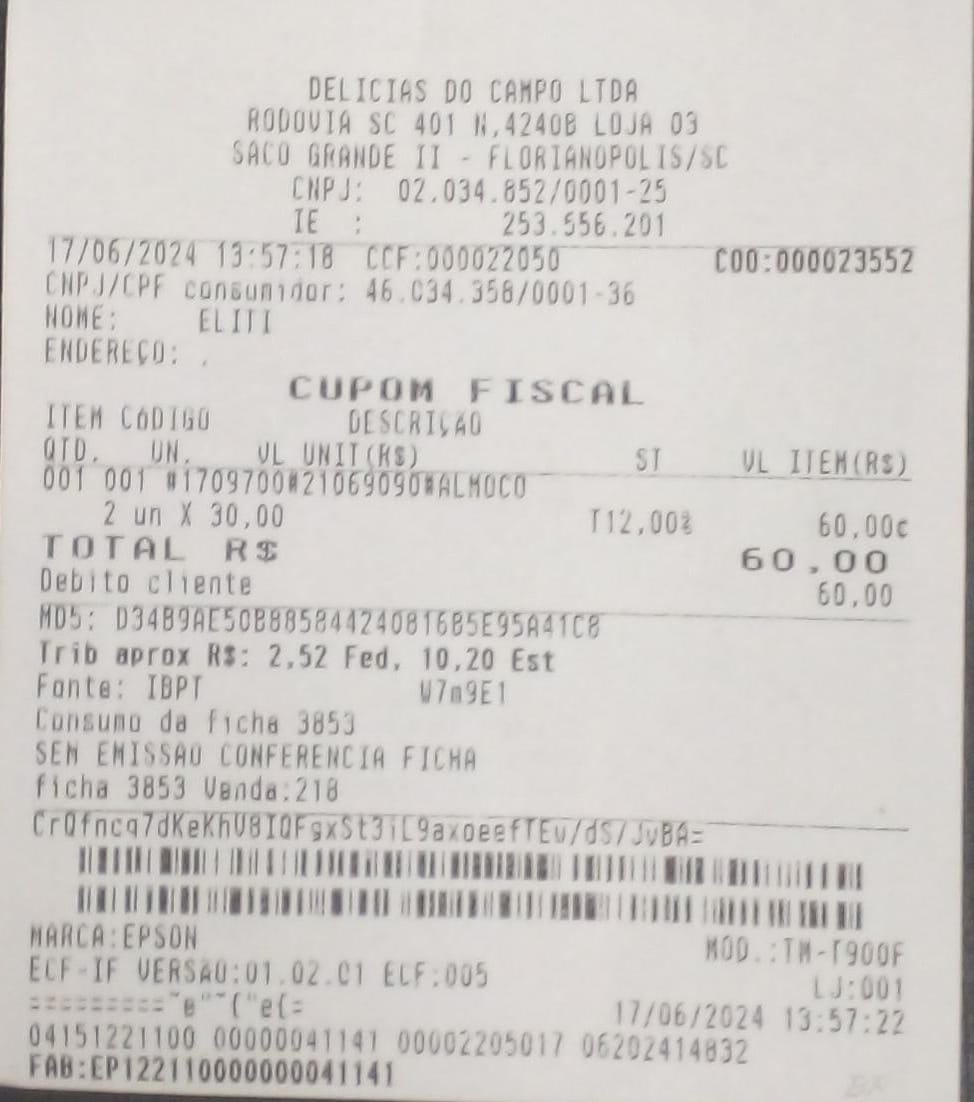 DELICIAS DO CAMPO LTDA
RODOVIA SC 401 N,4240B LOJA 03
SACO GRANDE II - FLORIANOPOLIS/SC
CNPJ: 02.034.852/0001-25
IE : 253.556.201
17/06/2024 13:57:18 CCF:000022050 COO:000023552
CNPJ/CPF consumidor: 46.034.358/0001-36
NOME: ELITI
ENDEREÇO: .
CUPOM FISCAL
ITEM CÓDIGO DESCRIÇÃO
QTD. UN. VL UNIT(R$) ST VL ITEM(R$)
001 001 #1709700#21069090#ALMOCO
2 un X 30,00 T12,00% 60,00¢
TOTAL R$ 60,00
Debito cliente 60,00
MD5: D34B9AE50B88584424081685E95A41C8
Trib aprox R$: 2,52 Fed, 10,20 Est
Fonte: IBPT W7m9E1
Consumo da ficha 3853
SEM EMISSAO CONFERENCIA FICHA
ficha 3853 Venda:218
CrQfncq7dKeKhV8IQFgxSt3iL9axoeefTEv/dS/JvBA=
MARCA:EPSON MOD.:TM-T900F
ECF-IF VERSÃO:01.02.01 ECF:005 LJ:001
17/06/2024 13:57:22
04151221100 00000041141 00002205017 06202414832
FAB:EP1221100000000041141